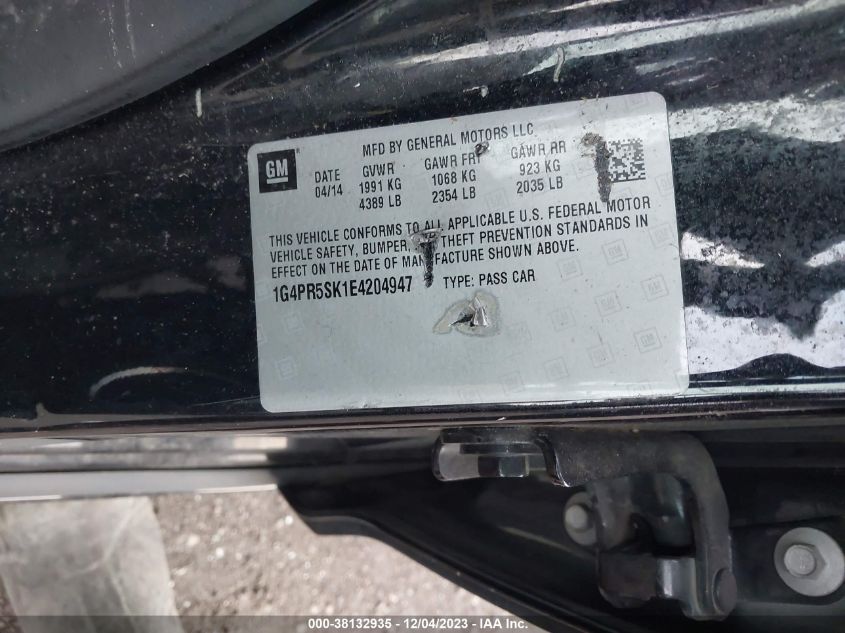 MFD BY GENERAL MOTORS LLC
GM
DATE GVWR GAWR FRT GAWR RR
04/14 1991 KG 1068 KG 923 KG
4389 LB 2354 LB 2035 LB
THIS VEHICLE CONFORMS TO ALL APPLICABLE U.S. FEDERAL MOTOR
VEHICLE SAFETY, BUMPER, THEFT PREVENTION STANDARDS IN
EFFECT ON THE DATE OF MANUFACTURE SHOWN ABOVE.
1G4PR5SK1E4204947 TYPE: PASS CAR
000-38132935 - 12/04/2023 - IAA Inc.